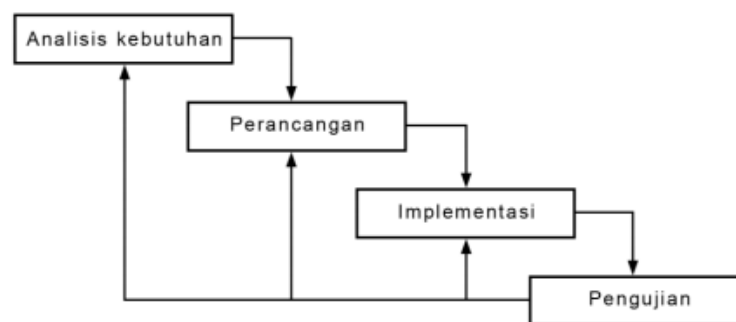 Analisis kebutuhan
Perancangan
Implementasi
Pengujian